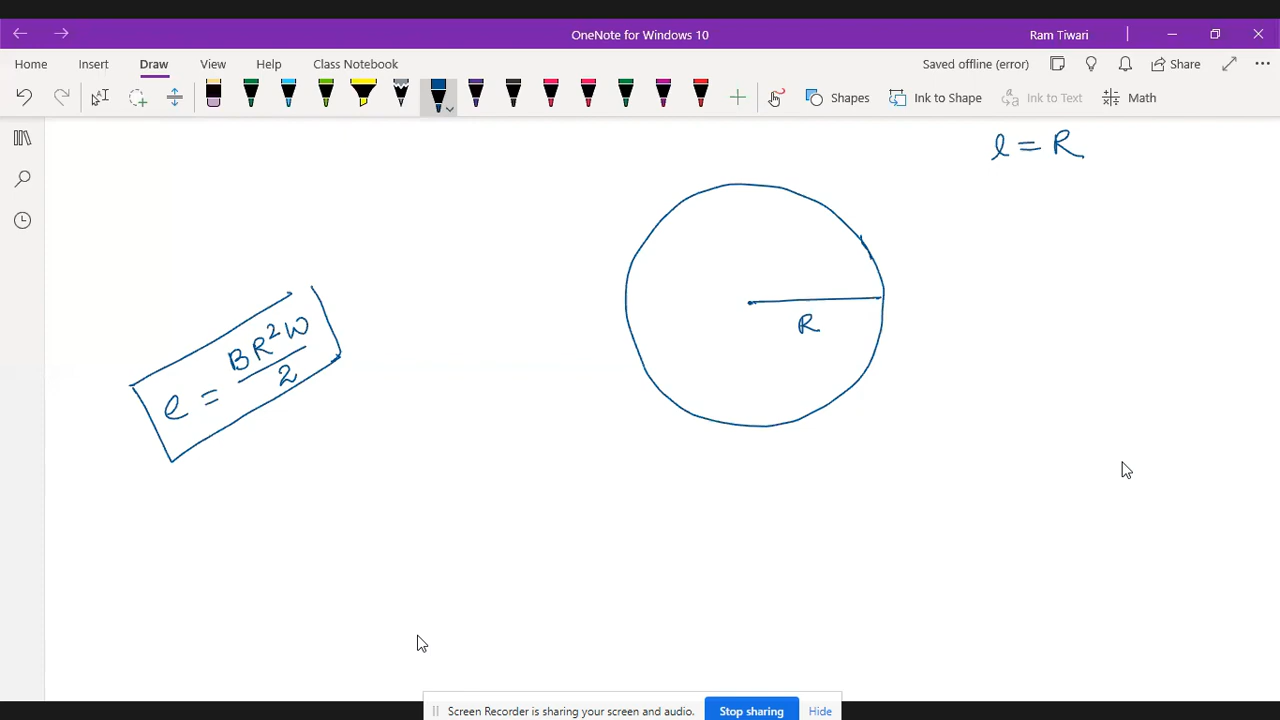 OneNote for Windows 10
Ram Tiwari
Home Insert Draw View Help Class Notebook
Saved offline (error)
Share
Shapes
Ink to Shape
Ink to Text
Math
l = R
R
e = BR²W/2
Screen Recorder is sharing your screen and audio.
Stop sharing
Hide